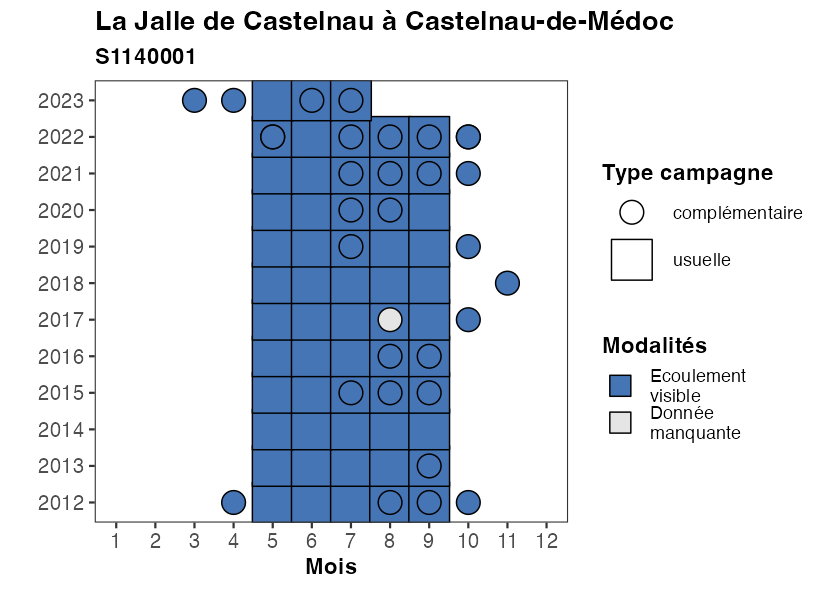 La Jalle de Castelnau à Castelnau-de-Médoc
S1140001
2023
2022
2021
2020
2019
2018
2017
2016
2015
2014
2013
2012
1 2 3 4 5 6 7 8 9 10 11 12
Mois
Type campagne
complémentaire
usuelle
Modalités
Ecoulement
visible
Donnée
manquante